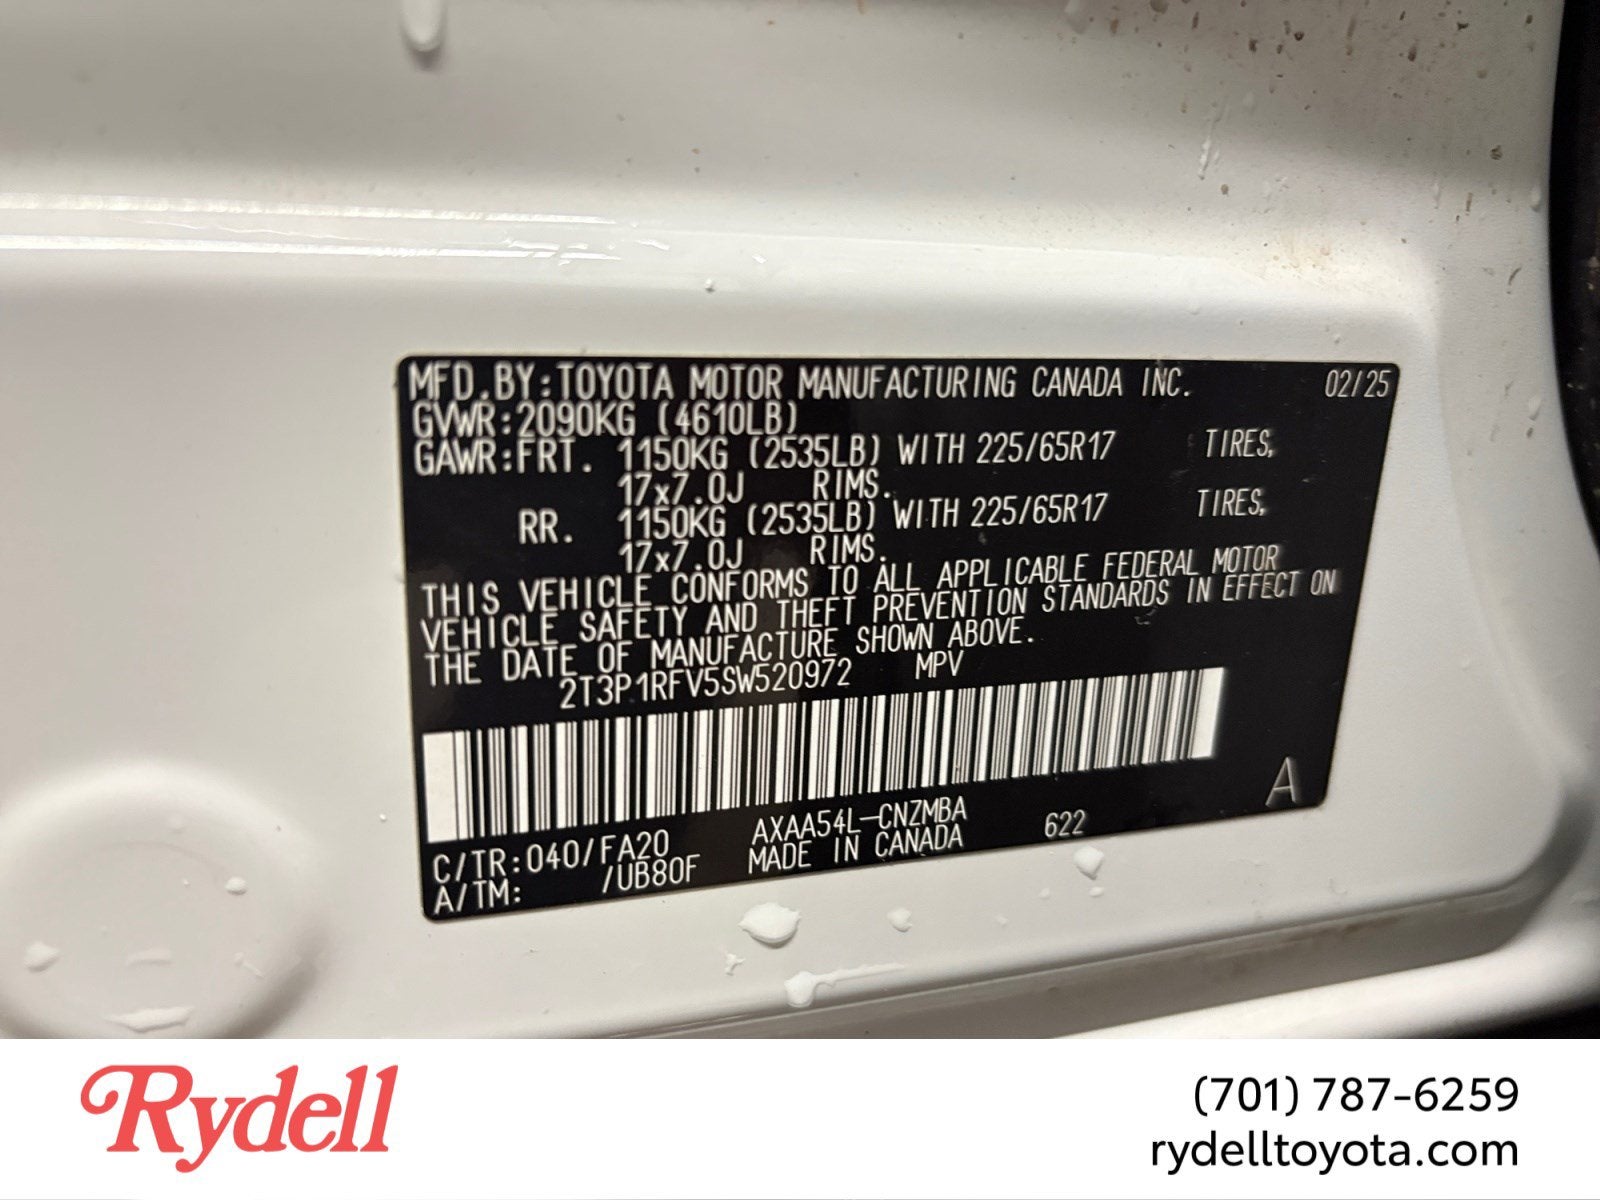 MFD.BY:TOYOTA MOTOR MANUFACTURING CANADA INC. 02/25
GVWR:2090KG (4610LB)
GAWR:FRT. 1150KG (2535LB) WITH 225/65R17 TIRES,
17x7.0J RIMS.
RR. 1150KG (2535LB) WITH 225/65R17 TIRES,
17x7.0J RIMS.
THIS VEHICLE CONFORMS TO ALL APPLICABLE FEDERAL MOTOR
VEHICLE SAFETY AND THEFT PREVENTION STANDARDS IN EFFECT ON
THE DATE OF MANUFACTURE SHOWN ABOVE.
2T3P1RFV5SW520972 MPV
A
C/TR:040/FA20 AXAA54L-CNZMBA 622
A/TM: /UB80F MADE IN CANADA
Rydell
(701) 787-6259
rydelltoyota.com